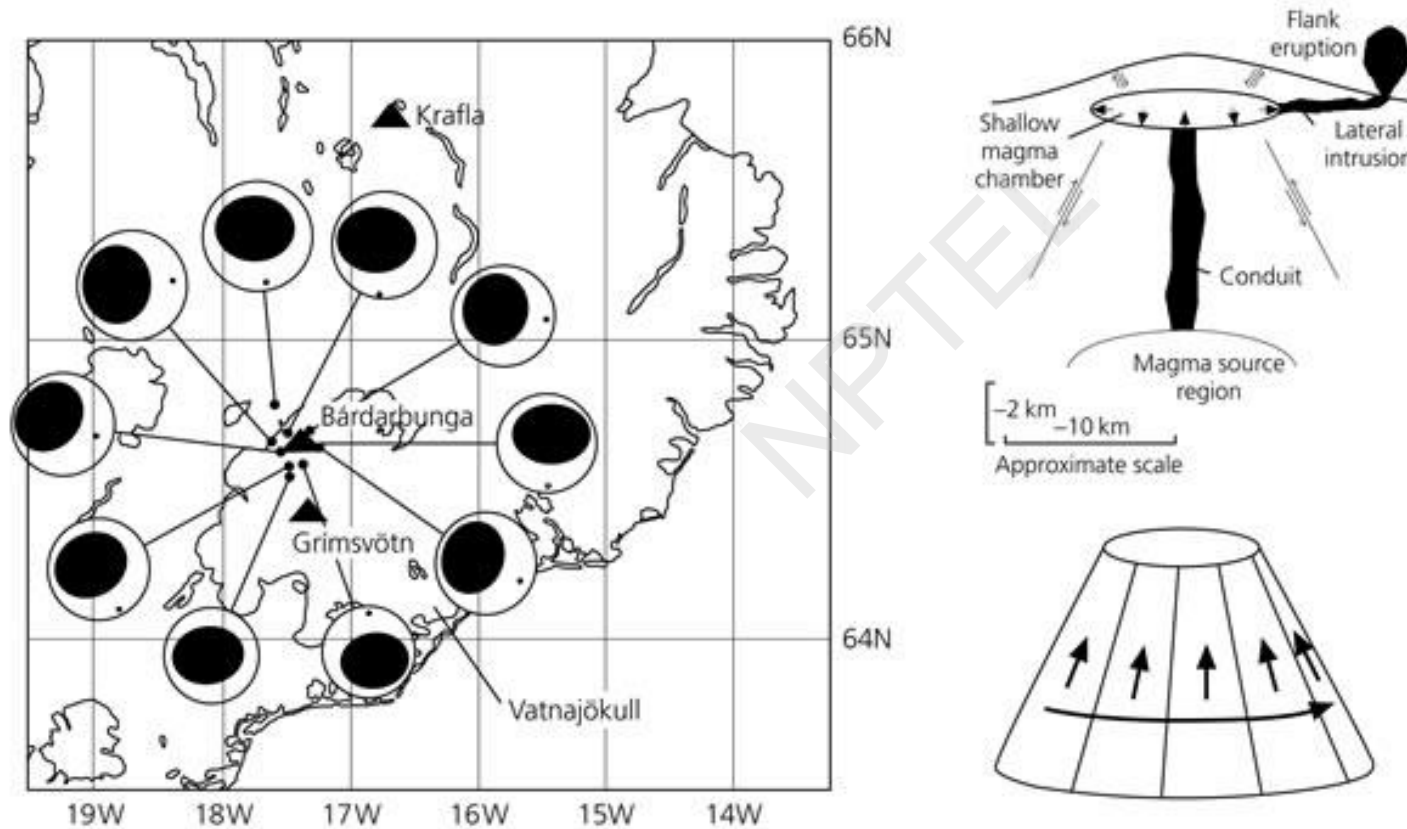 66N
65N
64N
19W 18W 17W 16W 15W 14W
Krafla
Bárdarbunga
Grimsvötn
Vatnajökull
Flank
eruption
Shallow
magma
chamber
Lateral
intrusion
Conduit
Magma source
region
–2 km
–10 km
Approximate scale
NPTEL